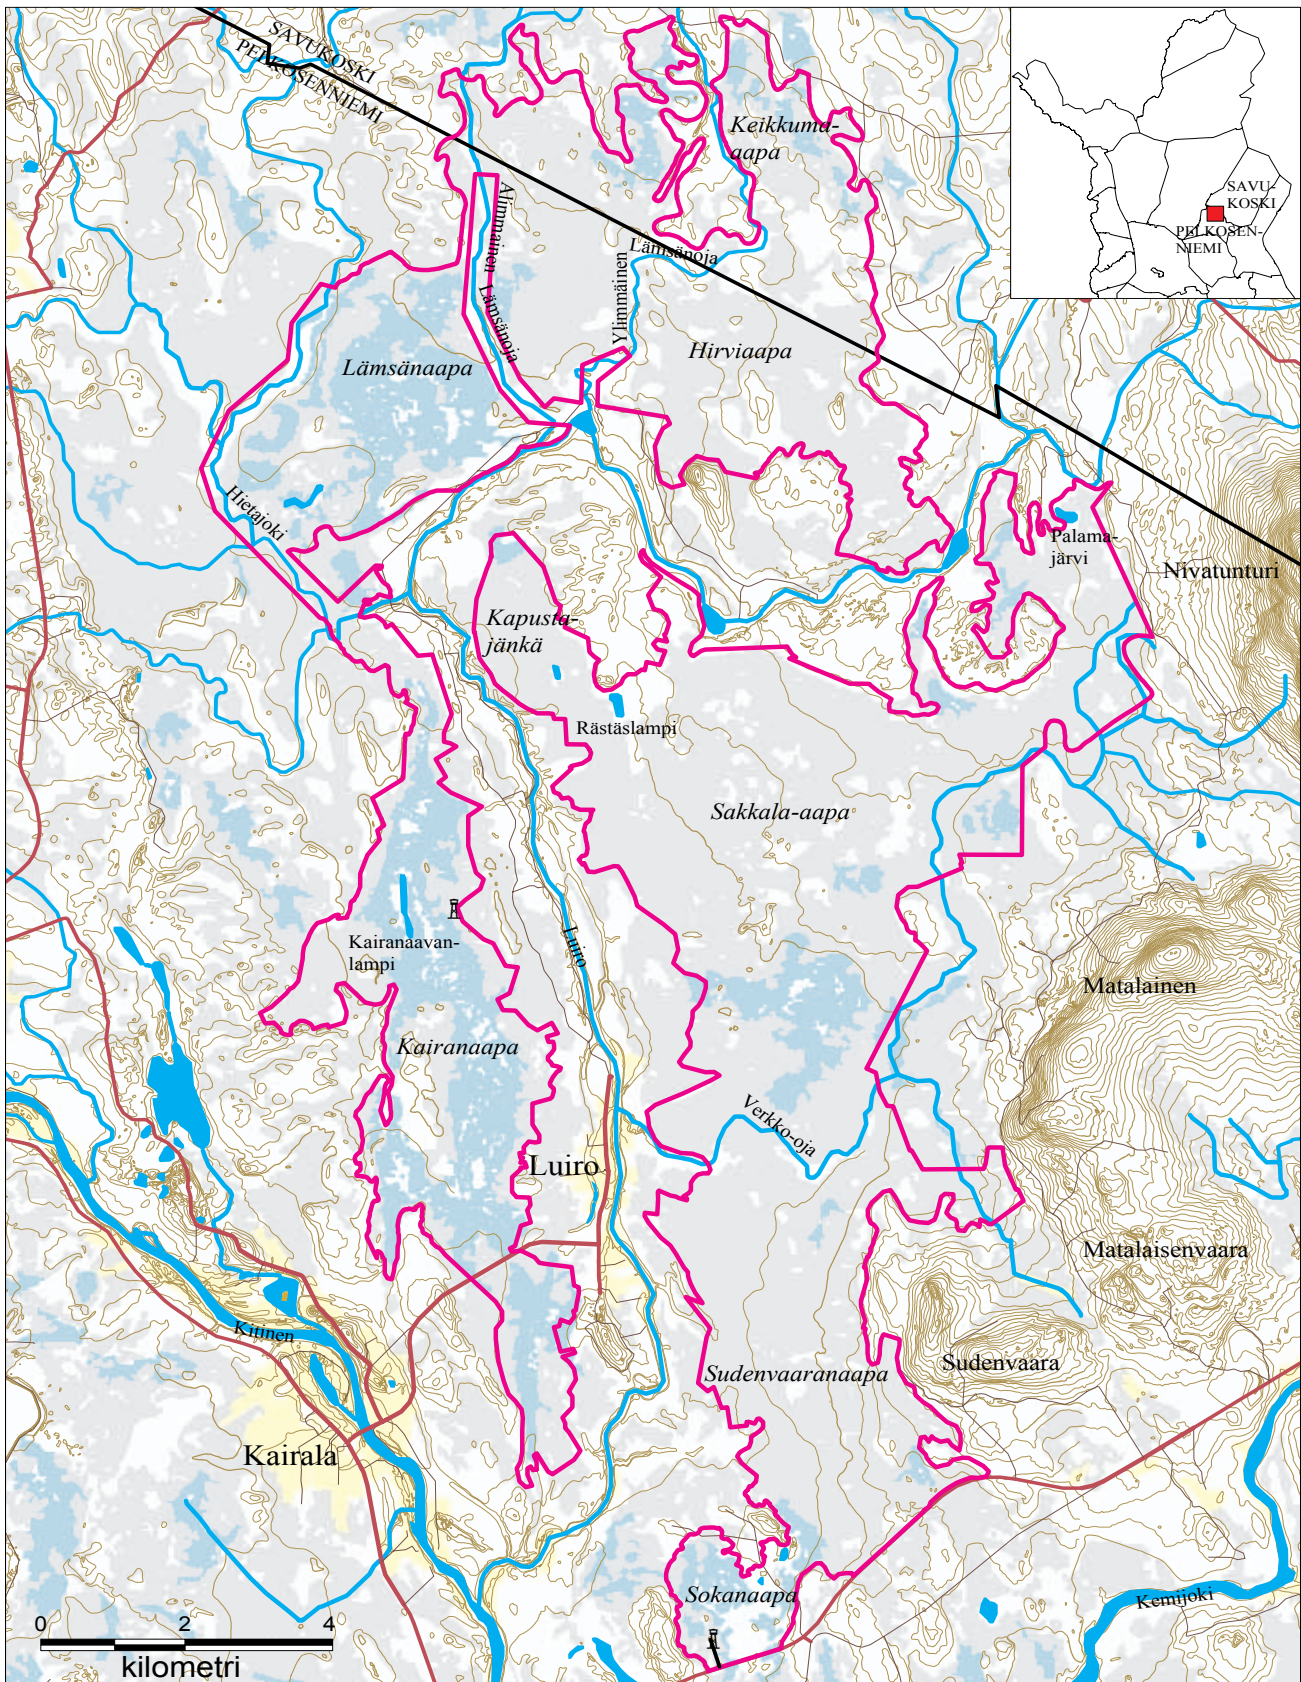 SAVUKOSKI
PELKOSENNIEMI
Keikkuma-
aapa
SAVU-
KOSKI
PELKOSEN-
NIEMI
Alimmainen Lämsänoja
Ylimmäinen
Lämsänoja
Hirviaapa
Lämsänaapa
Hietajoki
Palama-
järvi
Nivatunturi
Kapusta-
jänkä
Rästäslampi
Sakkala-aapa
Kairanaavan-
lampi
Luiro
Matalainen
Kairanaapa
Verkko-oja
Luiro
Matalaisenvaara
Kitinen
Sudenvaaranaapa
Sudenvaara
Kairala
Sokanaapa
Kemijoki
0 2 4
kilometri